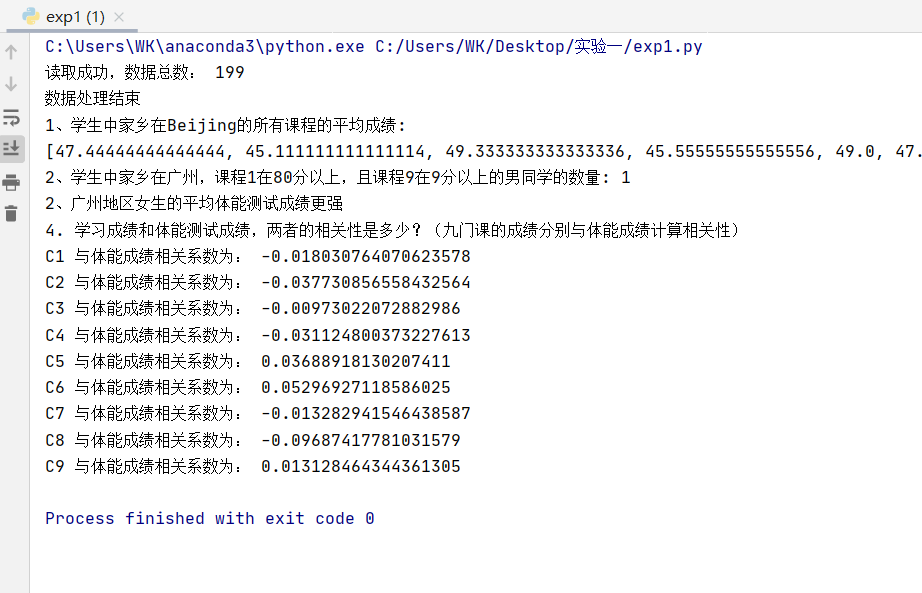 exp1 (1)
C:\Users\WK\anaconda3\python.exe C:/Users/WK/Desktop/实验一/exp1.py
读取成功，数据总数： 199
数据处理结束
1、学生中家乡在Beijing的所有课程的平均成绩:
[47.44444444444444, 45.111111111111114, 49.333333333333336, 45.55555555555556, 49.0, 47.
2、学生中家乡在广州，课程1在80分以上，且课程9在9分以上的男同学的数量: 1
2、广州地区女生的平均体能测试成绩更强
4. 学习成绩和体能测试成绩，两者的相关性是多少？（九门课的成绩分别与体能成绩计算相关性）
C1 与体能成绩相关系数为： -0.018030764070623578
C2 与体能成绩相关系数为： -0.037730856558432564
C3 与体能成绩相关系数为： -0.00973022072882986
C4 与体能成绩相关系数为： -0.031124800373227613
C5 与体能成绩相关系数为： 0.03688918130207411
C6 与体能成绩相关系数为： 0.05296927118586025
C7 与体能成绩相关系数为： -0.013282941546438587
C8 与体能成绩相关系数为： -0.09687417781031579
C9 与体能成绩相关系数为： 0.013128464344361305
Process finished with exit code 0